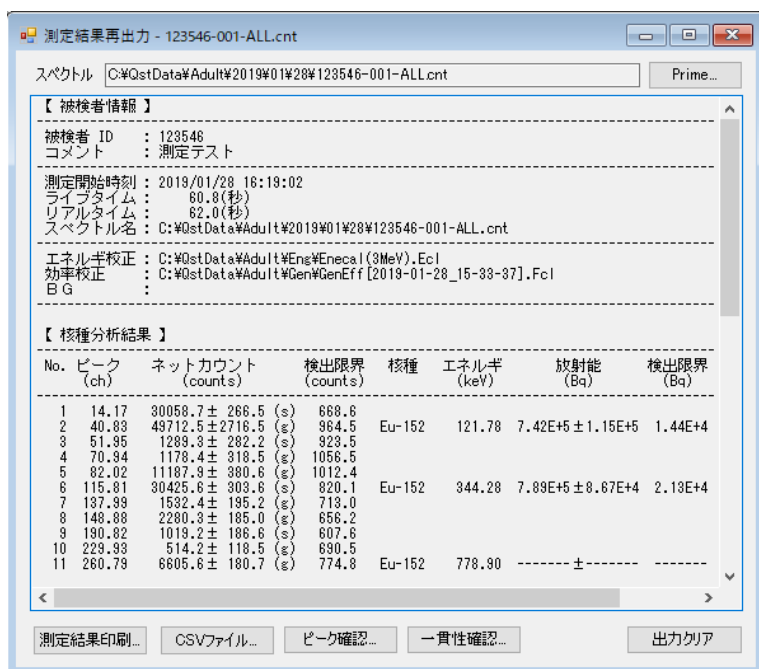 測定結果再出力 - 123546-001-ALL.cnt
スペクトル C:¥QstData¥Adult¥2019¥01¥28¥123546-001-ALL.cnt Prime...
【 被検者情報 】
被検者 ID : 123546
コメント : 測定テスト
測定開始時刻 : 2019/01/28 16:19:02
ライブタイム : 60.8(秒)
リアルタイム : 62.0(秒)
スペクトル名 : C:¥QstData¥Adult¥2019¥01¥28¥123546-001-ALL.cnt
エネルギ校正 : C:¥QstData¥Adult¥Eng¥Enecal(3MeV).Ecl
効率校正 : C:¥QstData¥Adult¥Gen¥GenEff[2019-01-28_15-33-37].Fcl
ＢＧ :
【 核種分析結果 】
No. ピーク ネットカウント 検出限界 核種 エネルギ 放射能 検出限界
(ch) (counts) (counts) (keV) (Bq) (Bq)
1 14.17 30058.7± 266.5 (s) 668.6
2 40.83 49712.5±2716.5 (g) 964.5 Eu-152 121.78 7.42E+5±1.15E+5 1.44E+4
3 51.95 1289.3± 282.2 (s) 923.5
4 70.94 1178.4± 318.5 (g) 1056.5
5 82.02 11187.9± 380.6 (g) 1012.4
6 115.81 30425.6± 303.6 (s) 820.1 Eu-152 344.28 7.89E+5±8.67E+4 2.13E+4
7 137.99 1532.4± 195.2 (g) 713.0
8 148.88 2280.3± 185.0 (g) 656.2
9 190.82 1019.2± 186.6 (s) 607.6
10 229.93 514.2± 118.5 (g) 690.5
11 260.79 6605.6± 180.7 (g) 774.8 Eu-152 778.90 -------±------- -------
測定結果印刷... CSVファイル... ピーク確認... 一貫性確認... 出力クリア